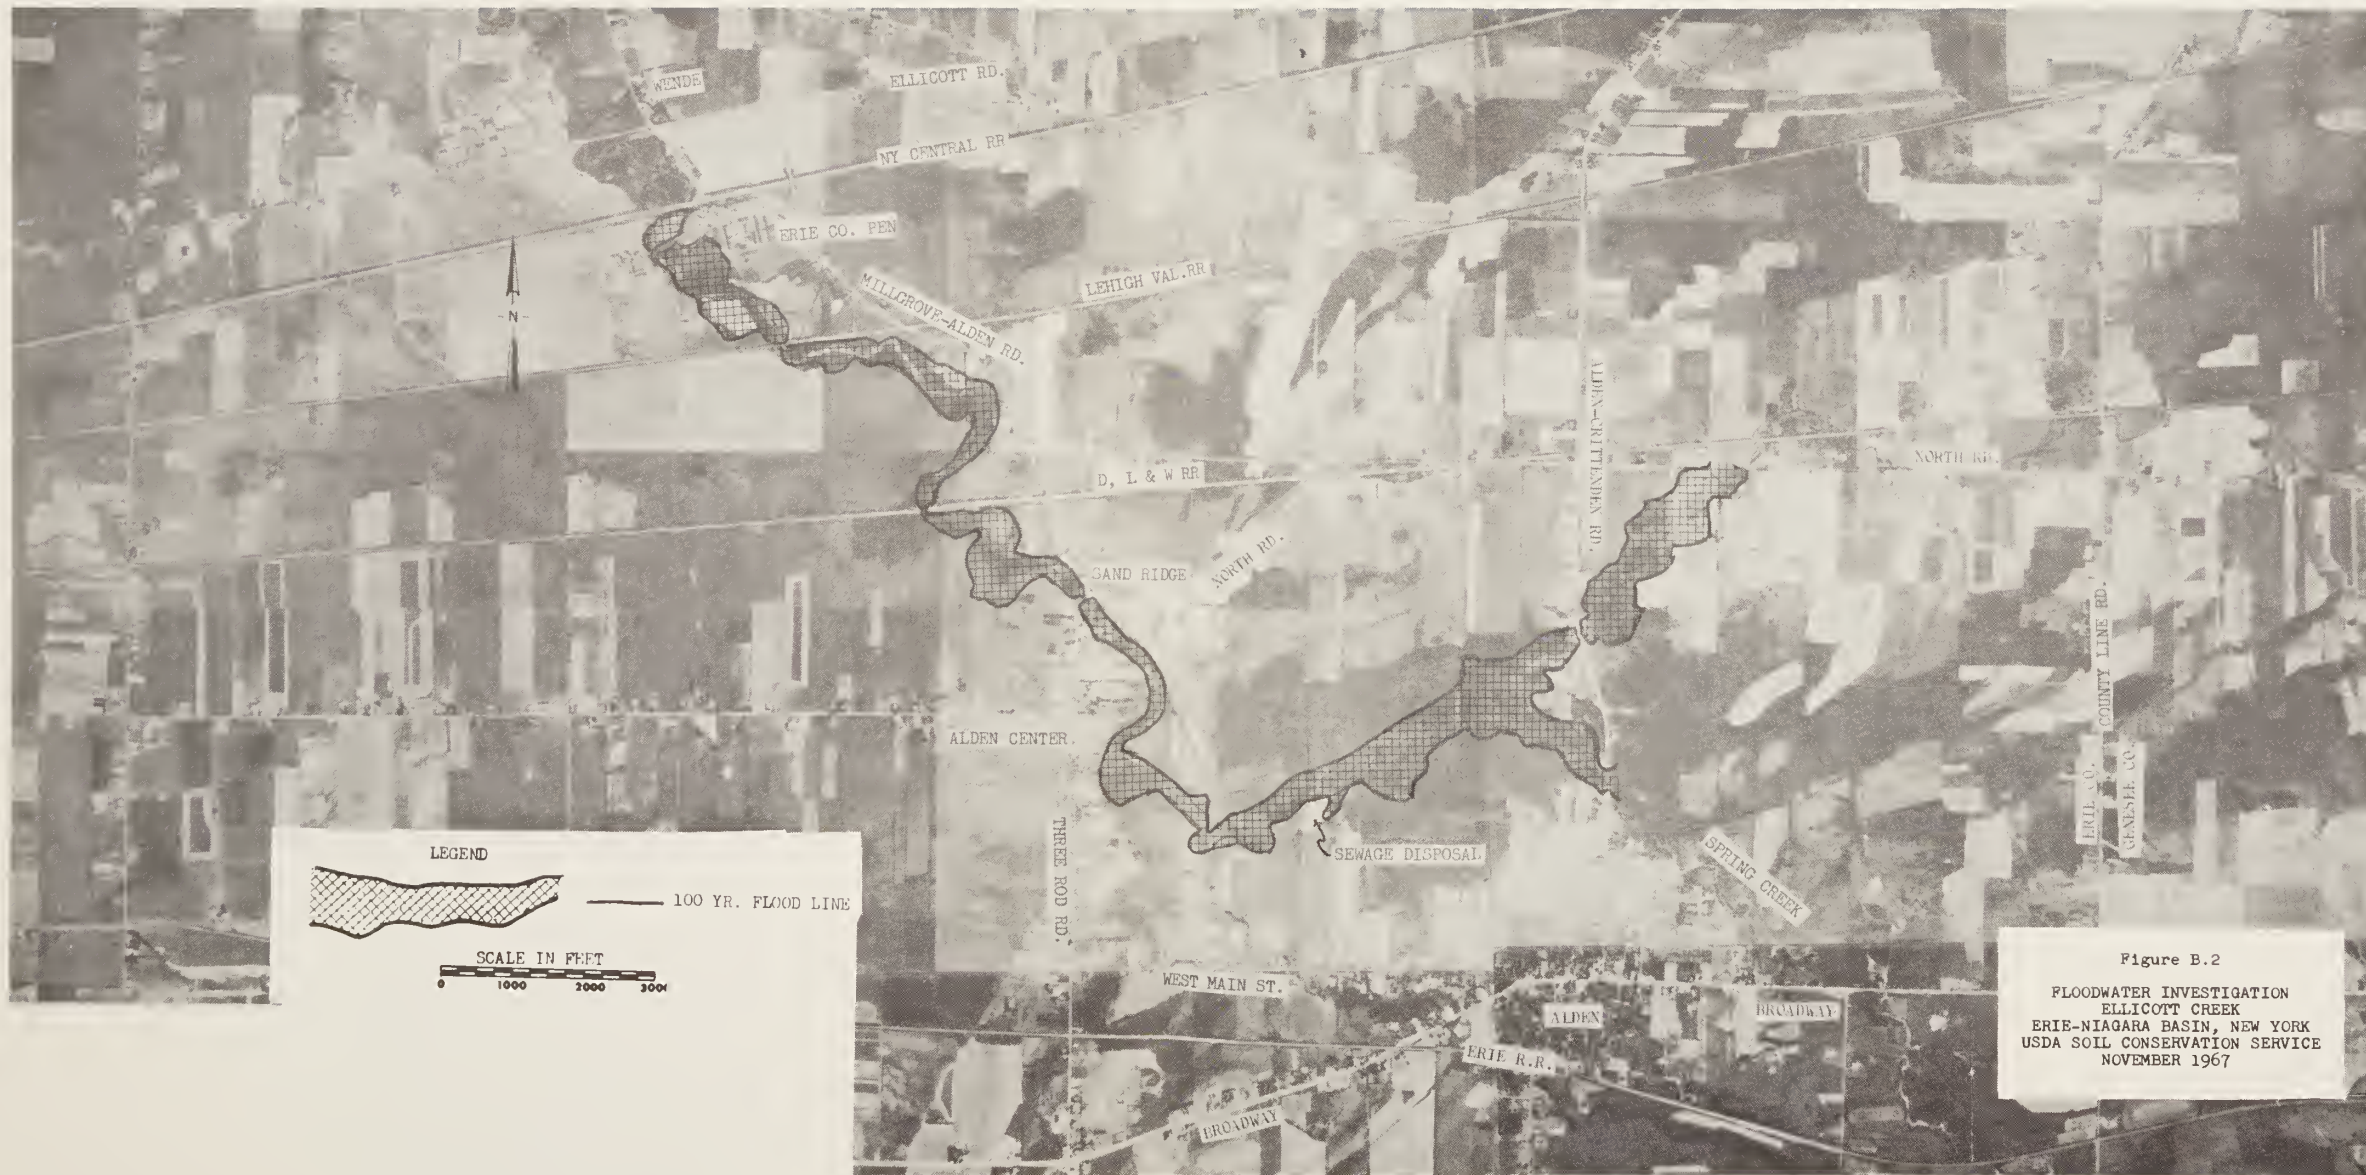 WENDE
ELLICOTT RD.
NY CENTRAL RR
ERIE CO. PEN
MILLGROVE-ALDEN RD.
LEHIGH VAL.RR
N
ALDEN-CRITTENDEN RD.
NORTH RD.
D, L & W RR
NORTH RD.
SAND RIDGE
COUNTY LINE RD.
ALDEN CENTER.
ERIE CO.
GENESEE CO.
THREE ROD RD.
SEWAGE DISPOSAL
SPRING CREEK
LEGEND
100 YR. FLOOD LINE
SCALE IN FEET
0 1000 2000
WEST MAIN ST.
ALDEN
BROADWAY
ERIE R.R.
BROADWAY
Figure B.2
FLOODWATER INVESTIGATION
ELLICOTT CREEK
ERIE-NIAGARA BASIN, NEW YORK
USDA SOIL CONSERVATION SERVICE
NOVEMBER 1967